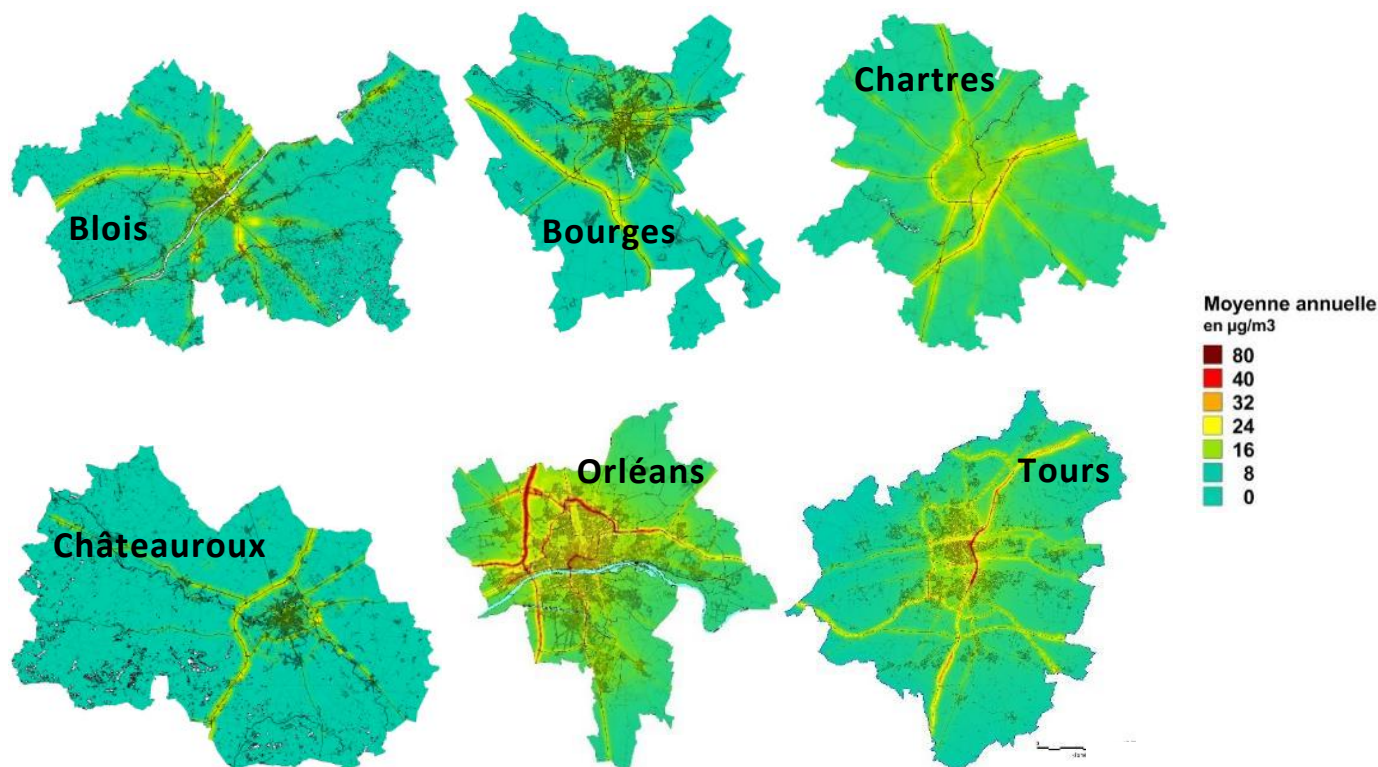 Chartres
Blois
Bourges
Moyenne annuelle
en µg/m3
80
40
32
24
16
8
0
Orléans
Tours
Châteauroux